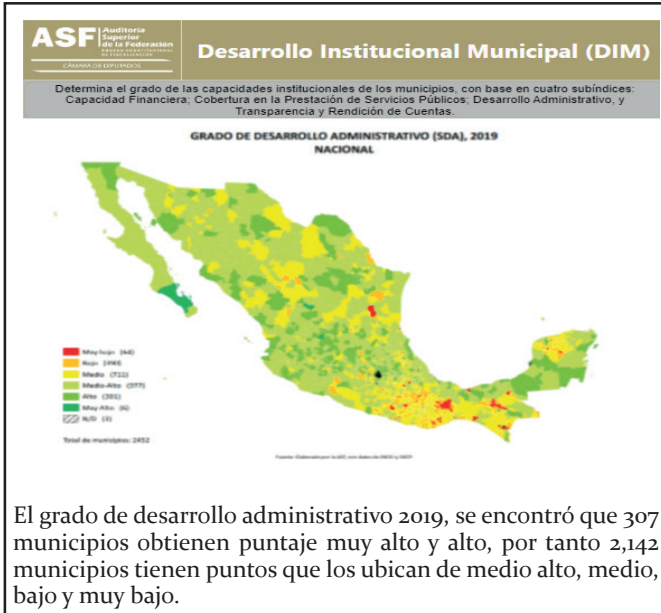 ASF Auditoría
Superior
de la Federación
CÁMARA DE DIPUTADOS
Desarrollo Institucional Municipal (DIM)
Determina el grado de las capacidades institucionales de los municipios, con base en cuatro subíndices:
Capacidad Financiera; Cobertura en la Prestación de Servicios Públicos; Desarrollo Administrativo, y
Transparencia y Rendición de Cuentas.
GRADO DE DESARROLLO ADMINISTRATIVO (SDA), 2019
NACIONAL
Muy bajo
Bajo
Medio (722)
Medio-Alto
Alto (301)
Muy Alto (6)
N/D (3)
Total de municipios: 2452
El grado de desarrollo administrativo 2019, se encontró que 307
municipios obtienen puntaje muy alto y alto, por tanto 2,142
municipios tienen puntos que los ubican de medio alto, medio,
bajo y muy bajo.